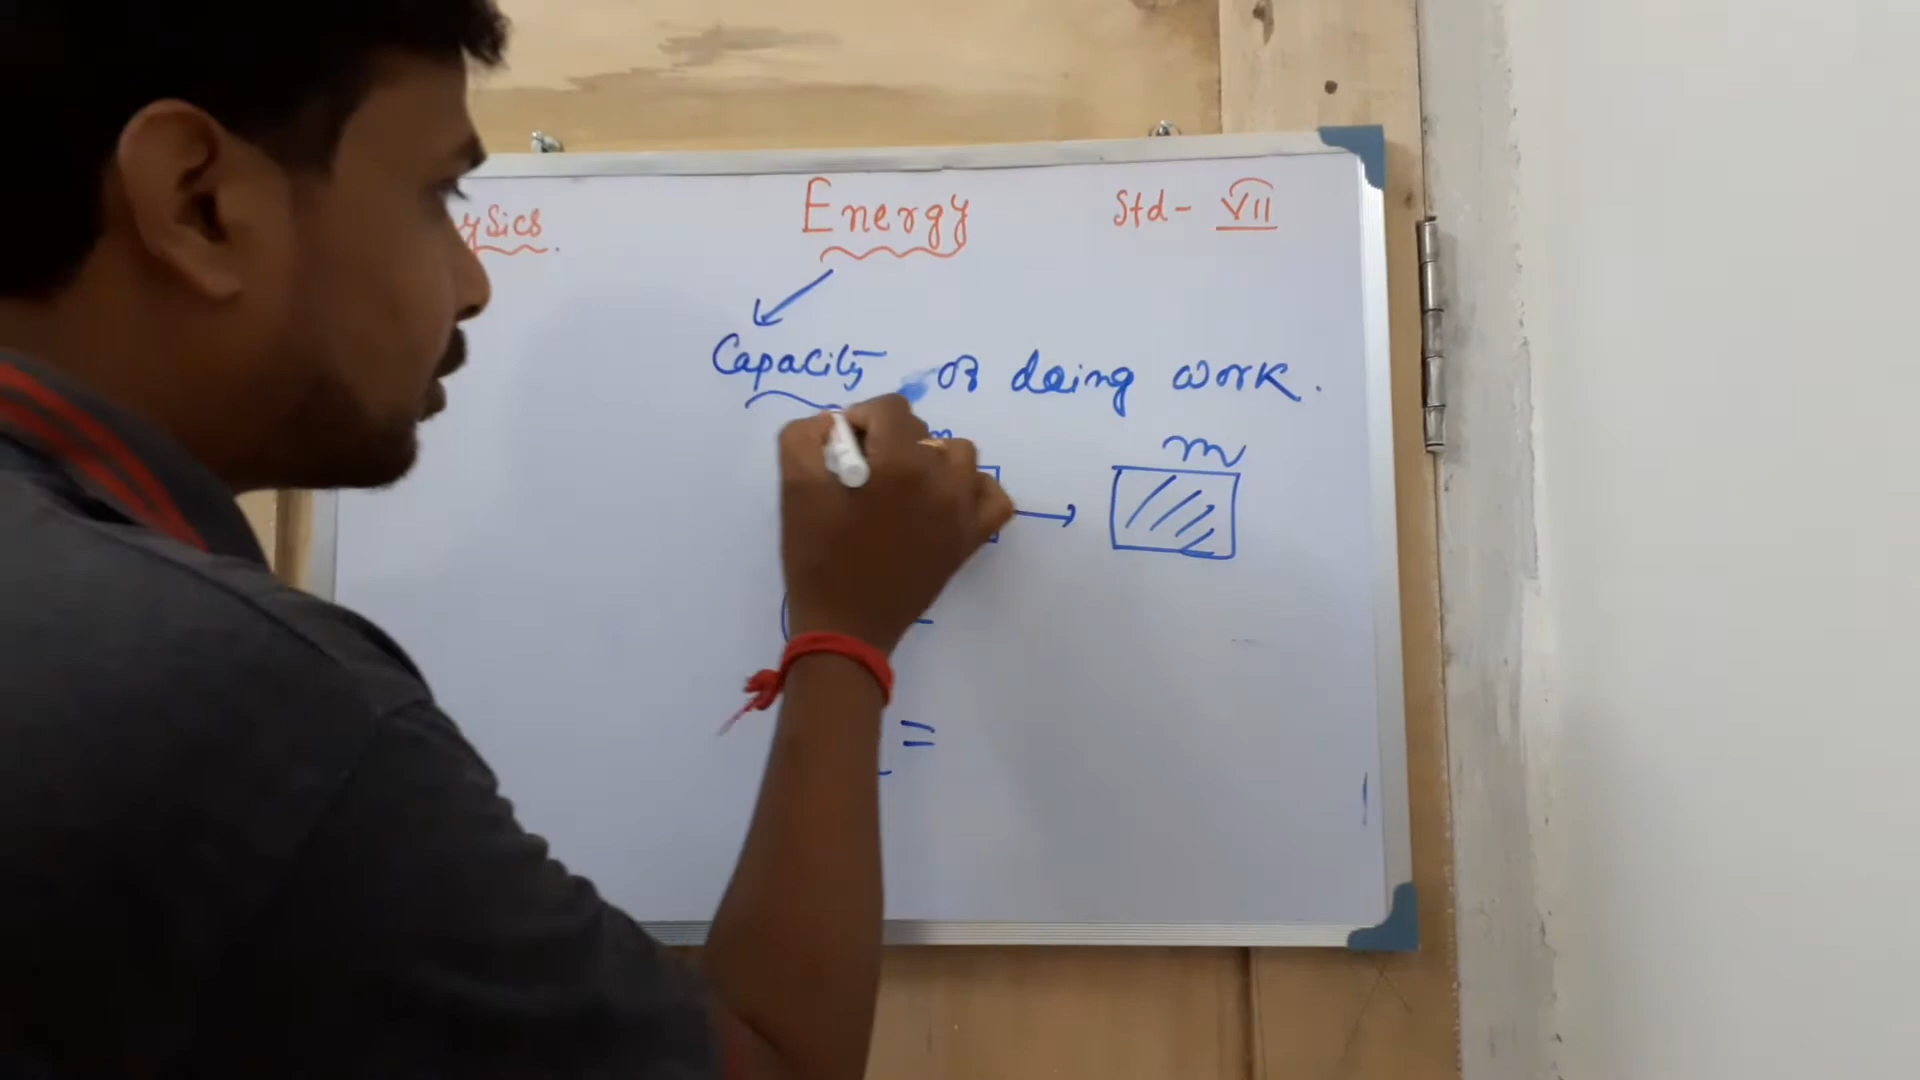 ysics. Energy Std- VII
Capacity of doing work.
m m
=